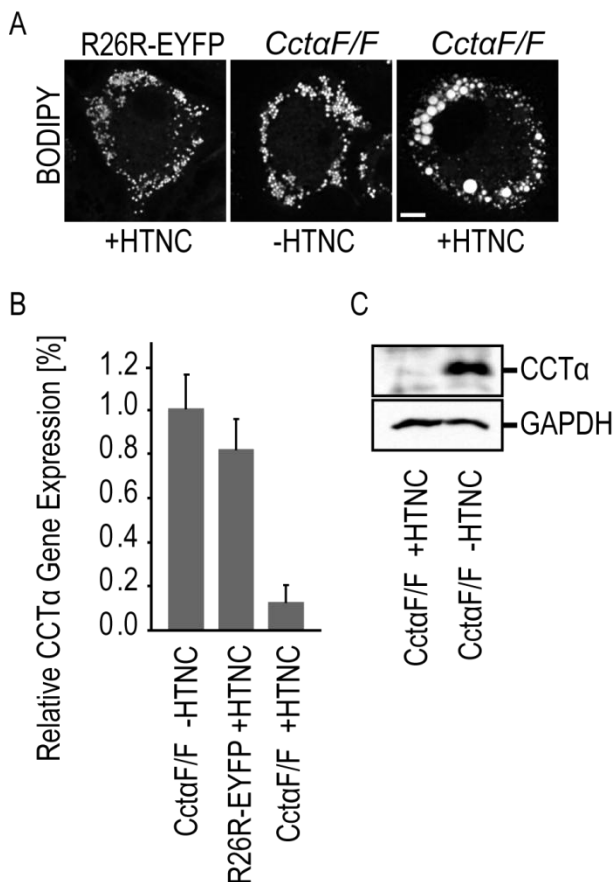 A
R26R-EYFP CctαF/F CctαF/F
BODIPY
+HTNC -HTNC +HTNC
B
Relative CCTα Gene Expression [%]
1.2
1.0
0.8
0.6
0.4
0.2
0.0
CctαF/F -HTNC
R26R-EYFP +HTNC
CctαF/F +HTNC
C
CCTα
GAPDH
CctαF/F +HTNC
CctαF/F -HTNC